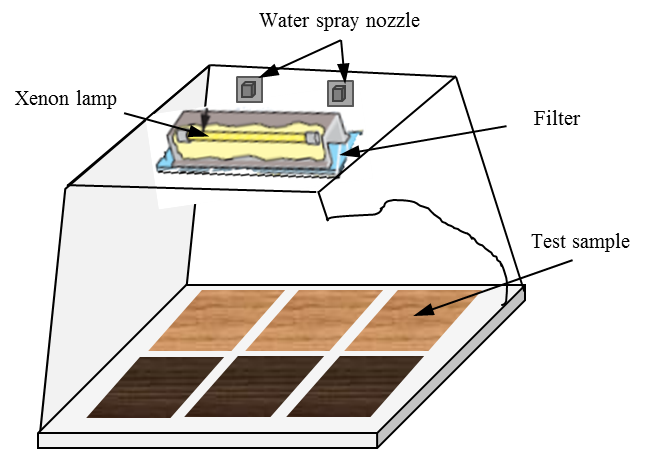 Water spray nozzle
Xenon lamp
Filter
Test sample